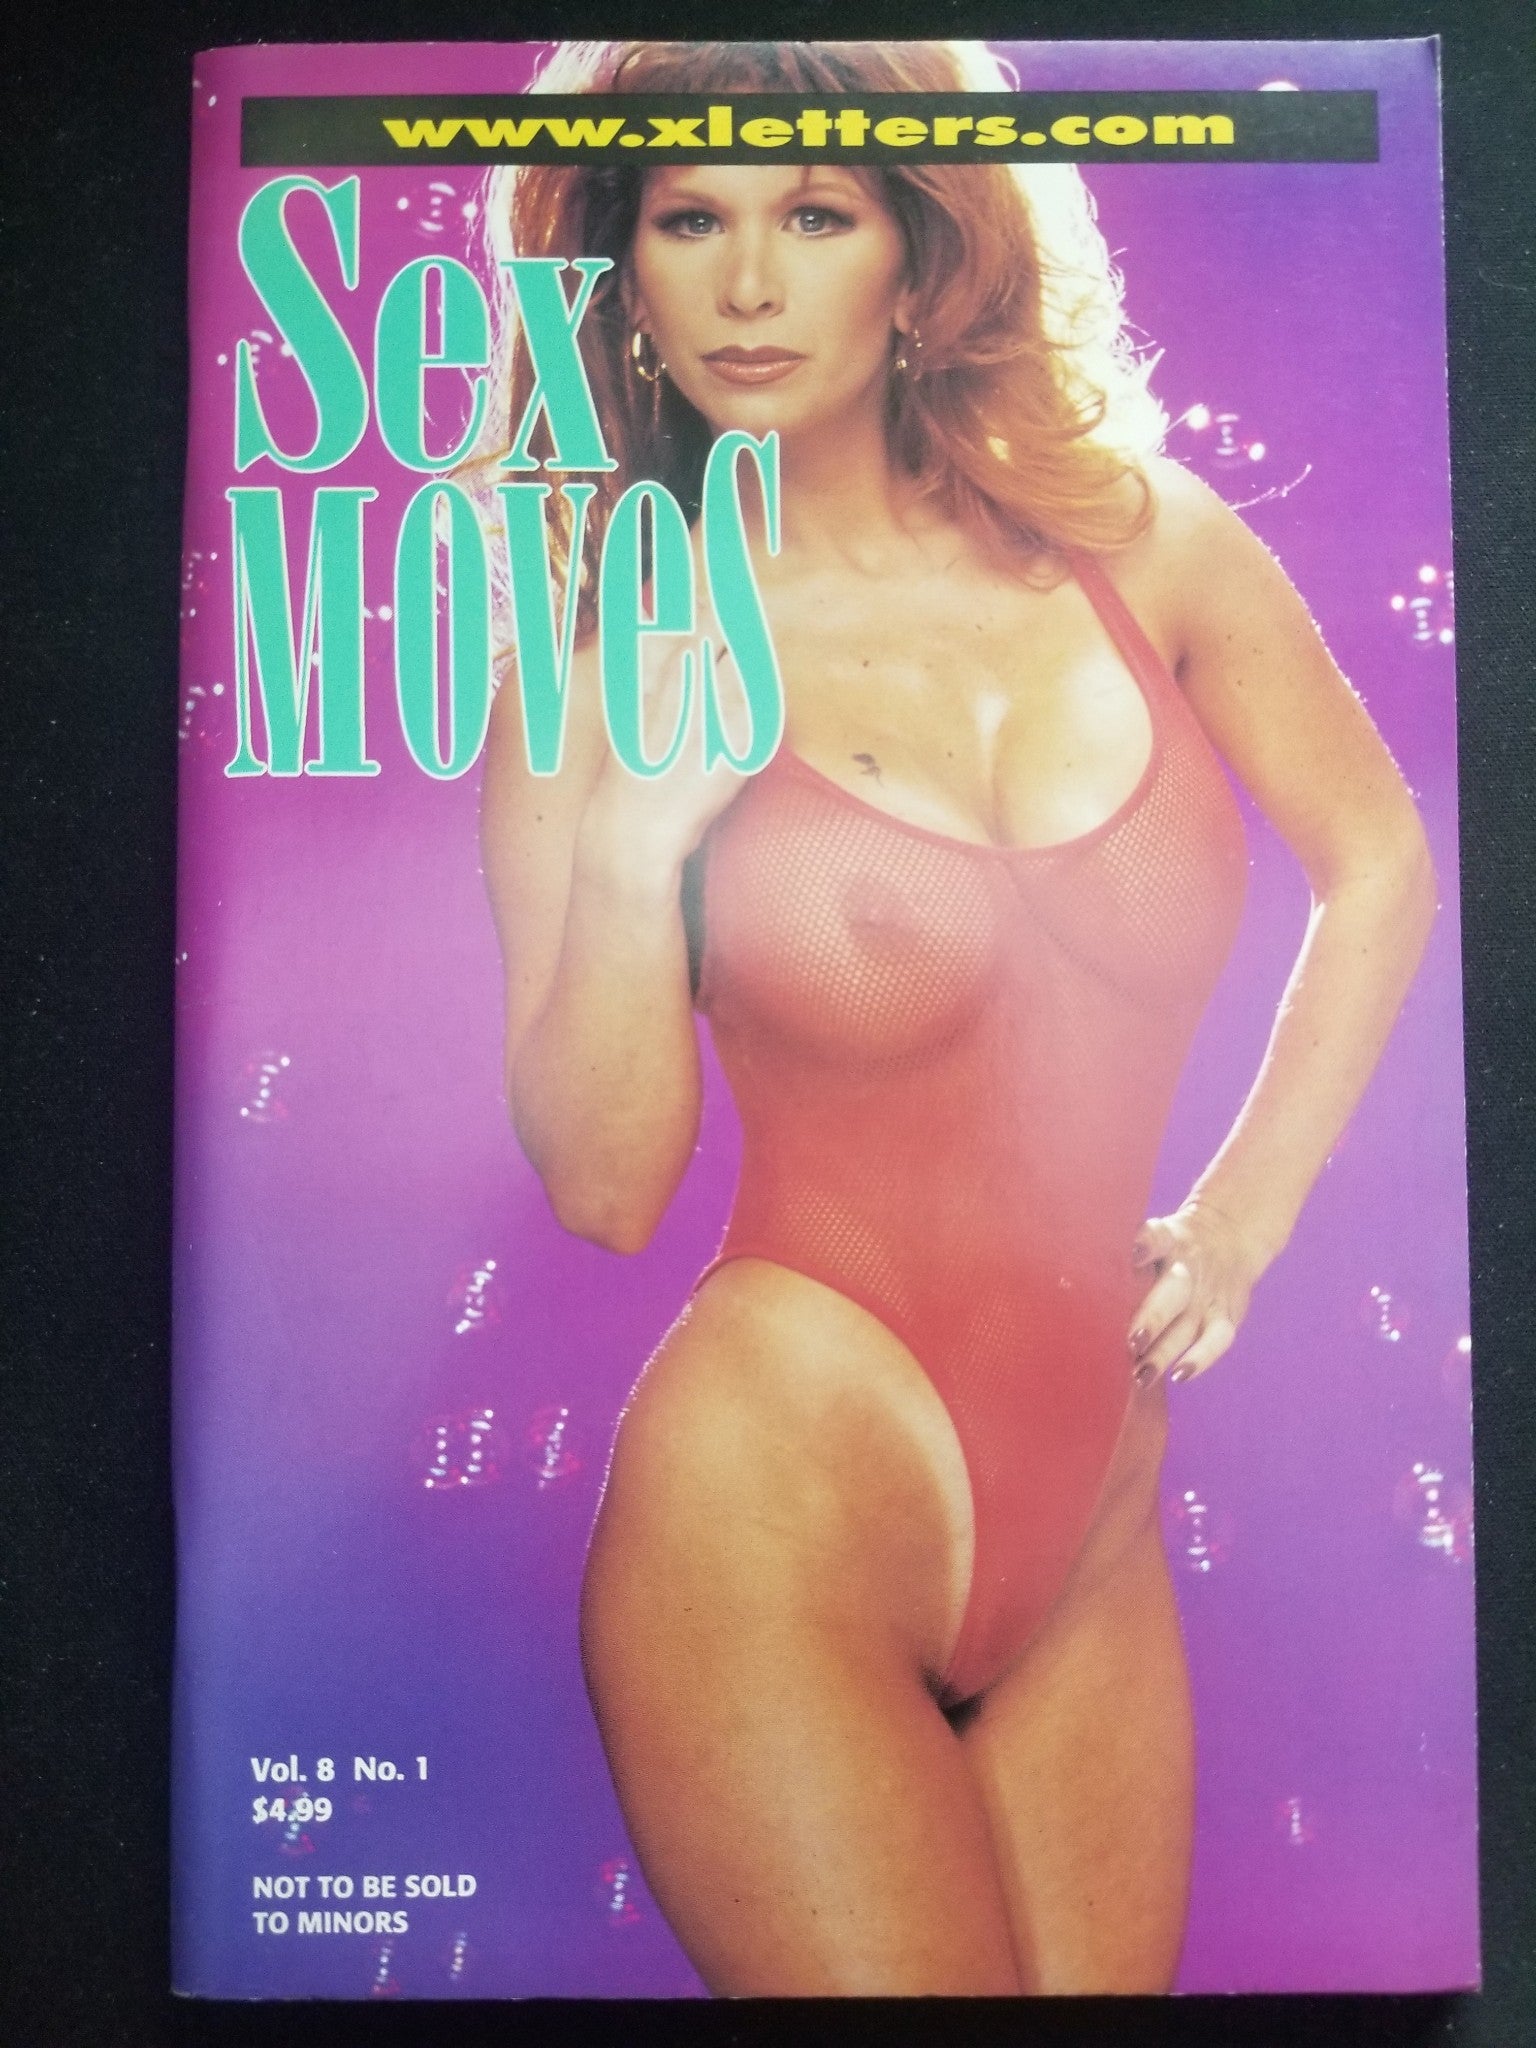 www.xletters.com
Sex
Moves
Vol. 8 No. 1
$4.99
NOT TO BE SOLD
TO MINORS